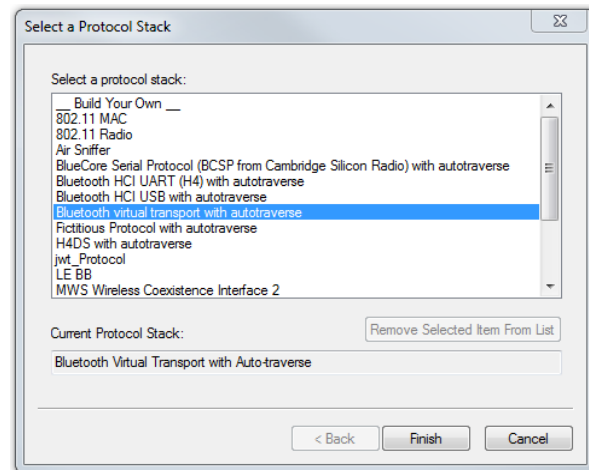 Select a Protocol Stack
Select a protocol stack:
__ Build Your Own __
802.11 MAC
802.11 Radio
Air Sniffer
BlueCore Serial Protocol (BCSP from Cambridge Silicon Radio) with autotraverse
Bluetooth HCI UART (H4) with autotraverse
Bluetooth HCI USB with autotraverse
Bluetooth virtual transport with autotraverse
Fictitious Protocol with autotraverse
H4DS with autotraverse
jwt_Protocol
LE BB
MWS Wireless Coexistence Interface 2
Current Protocol Stack:
Remove Selected Item From List
Bluetooth Virtual Transport with Auto-traverse
< Back
Finish
Cancel